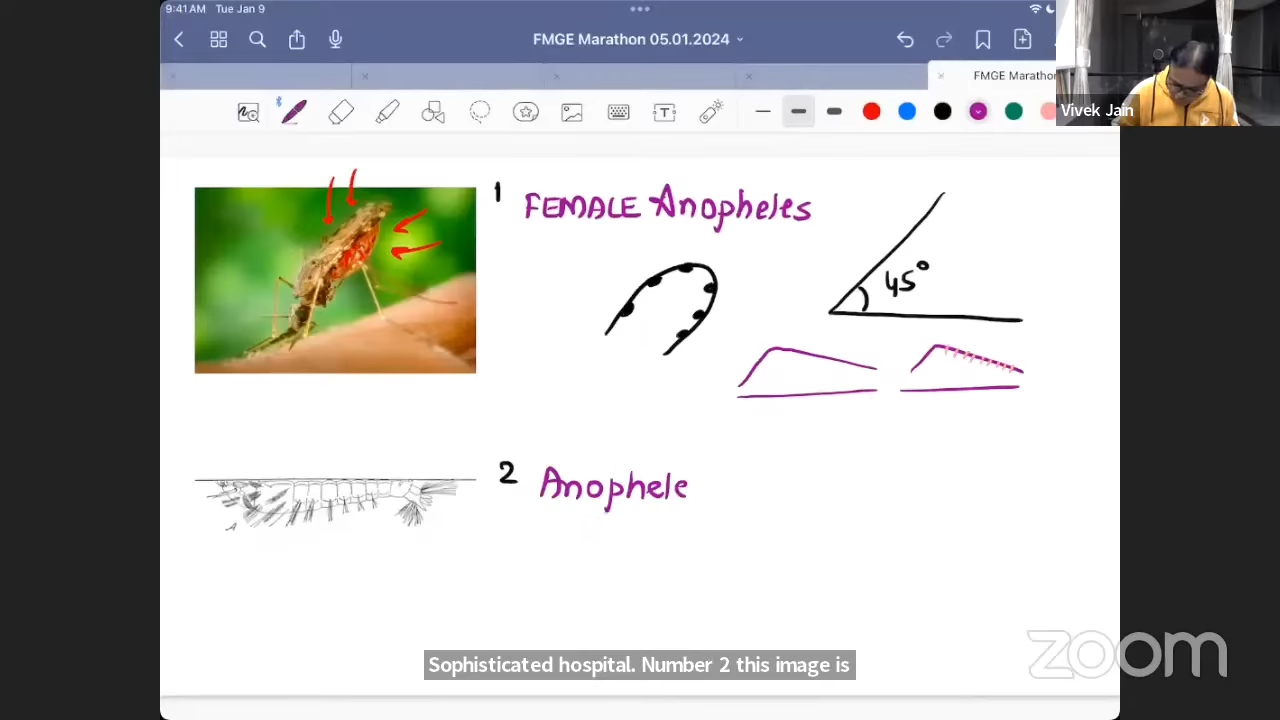 9:41 AM Tue Jan 9
FMGE Marathon 05.01.2024
FMGE Marathon
Vivek Jain
1
FEMALE Anopheles
45°
2
Anophele
Sophisticated hospital. Number 2 this image is
zoom